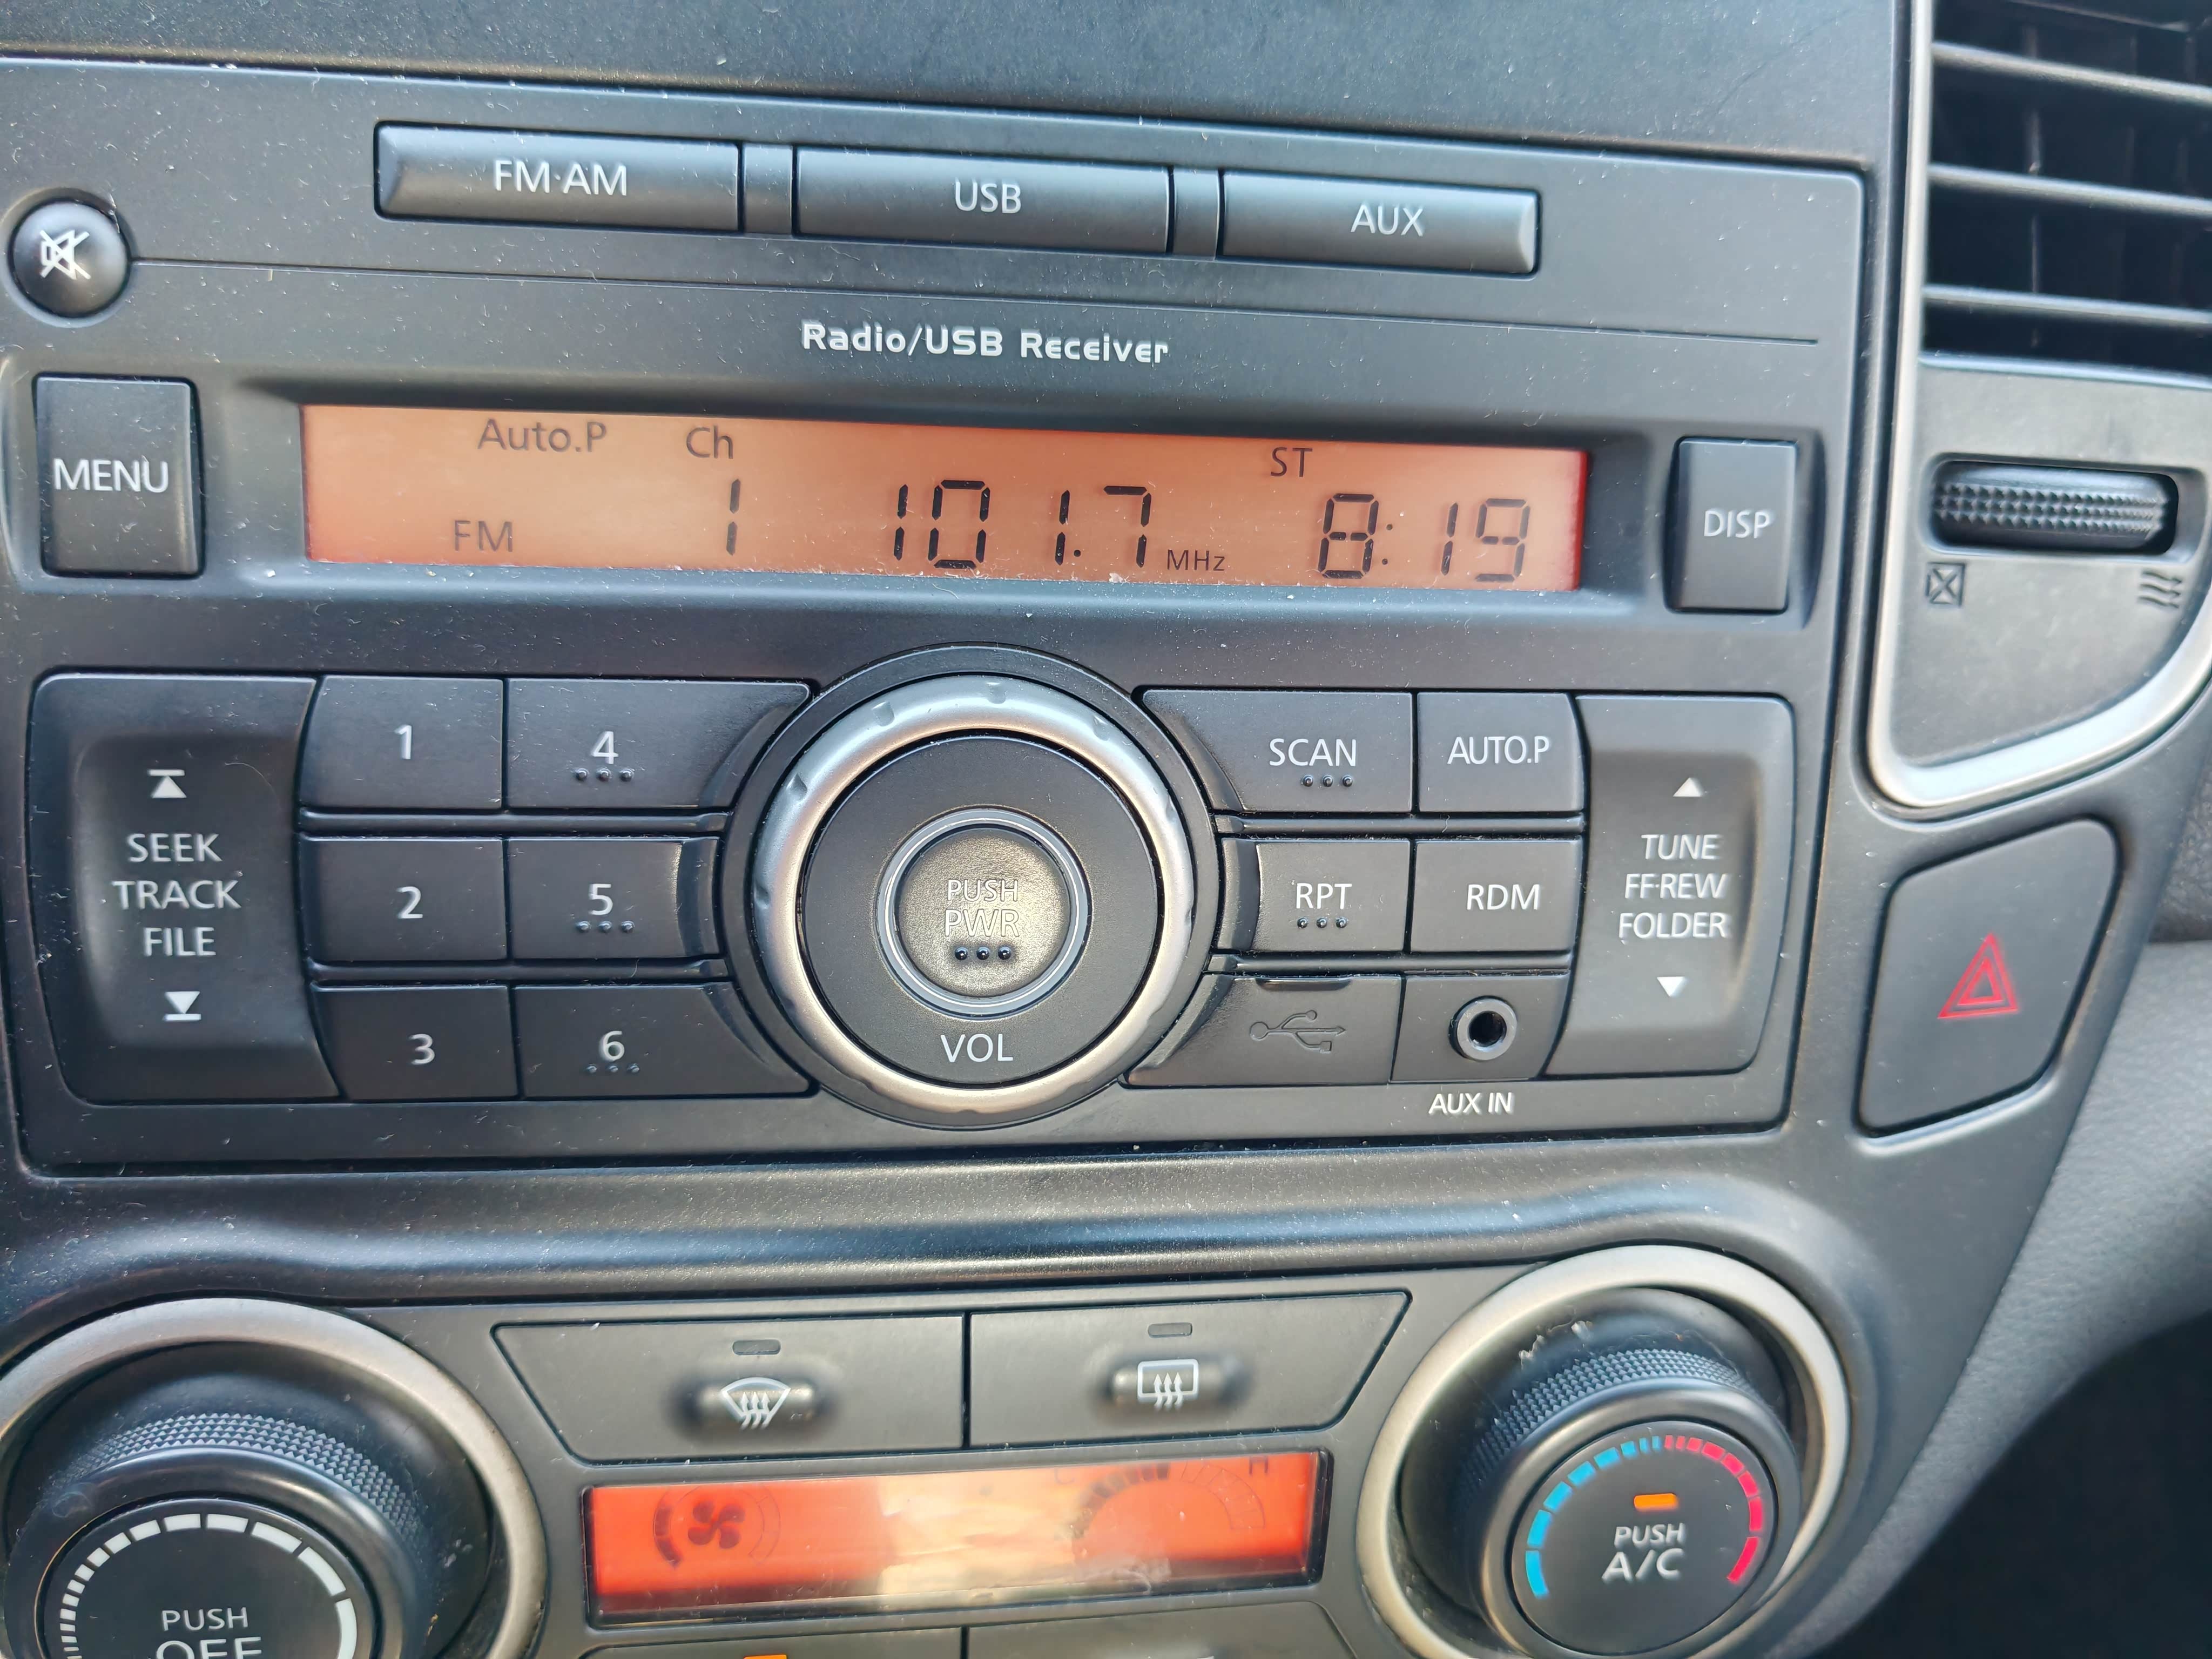 FM·AM
USB
AUX
Radio/USB Receiver
MENU
Auto.P Ch ST
FM 1 101.7 MHz 8:19
DISP
1
4
SCAN
AUTO.P
SEEK
TRACK
FILE
2
5
PUSH
PWR
RPT
RDM
TUNE
FF·REW
FOLDER
3
6
VOL
AUX IN
C H
PUSH
OFF
PUSH
A/C